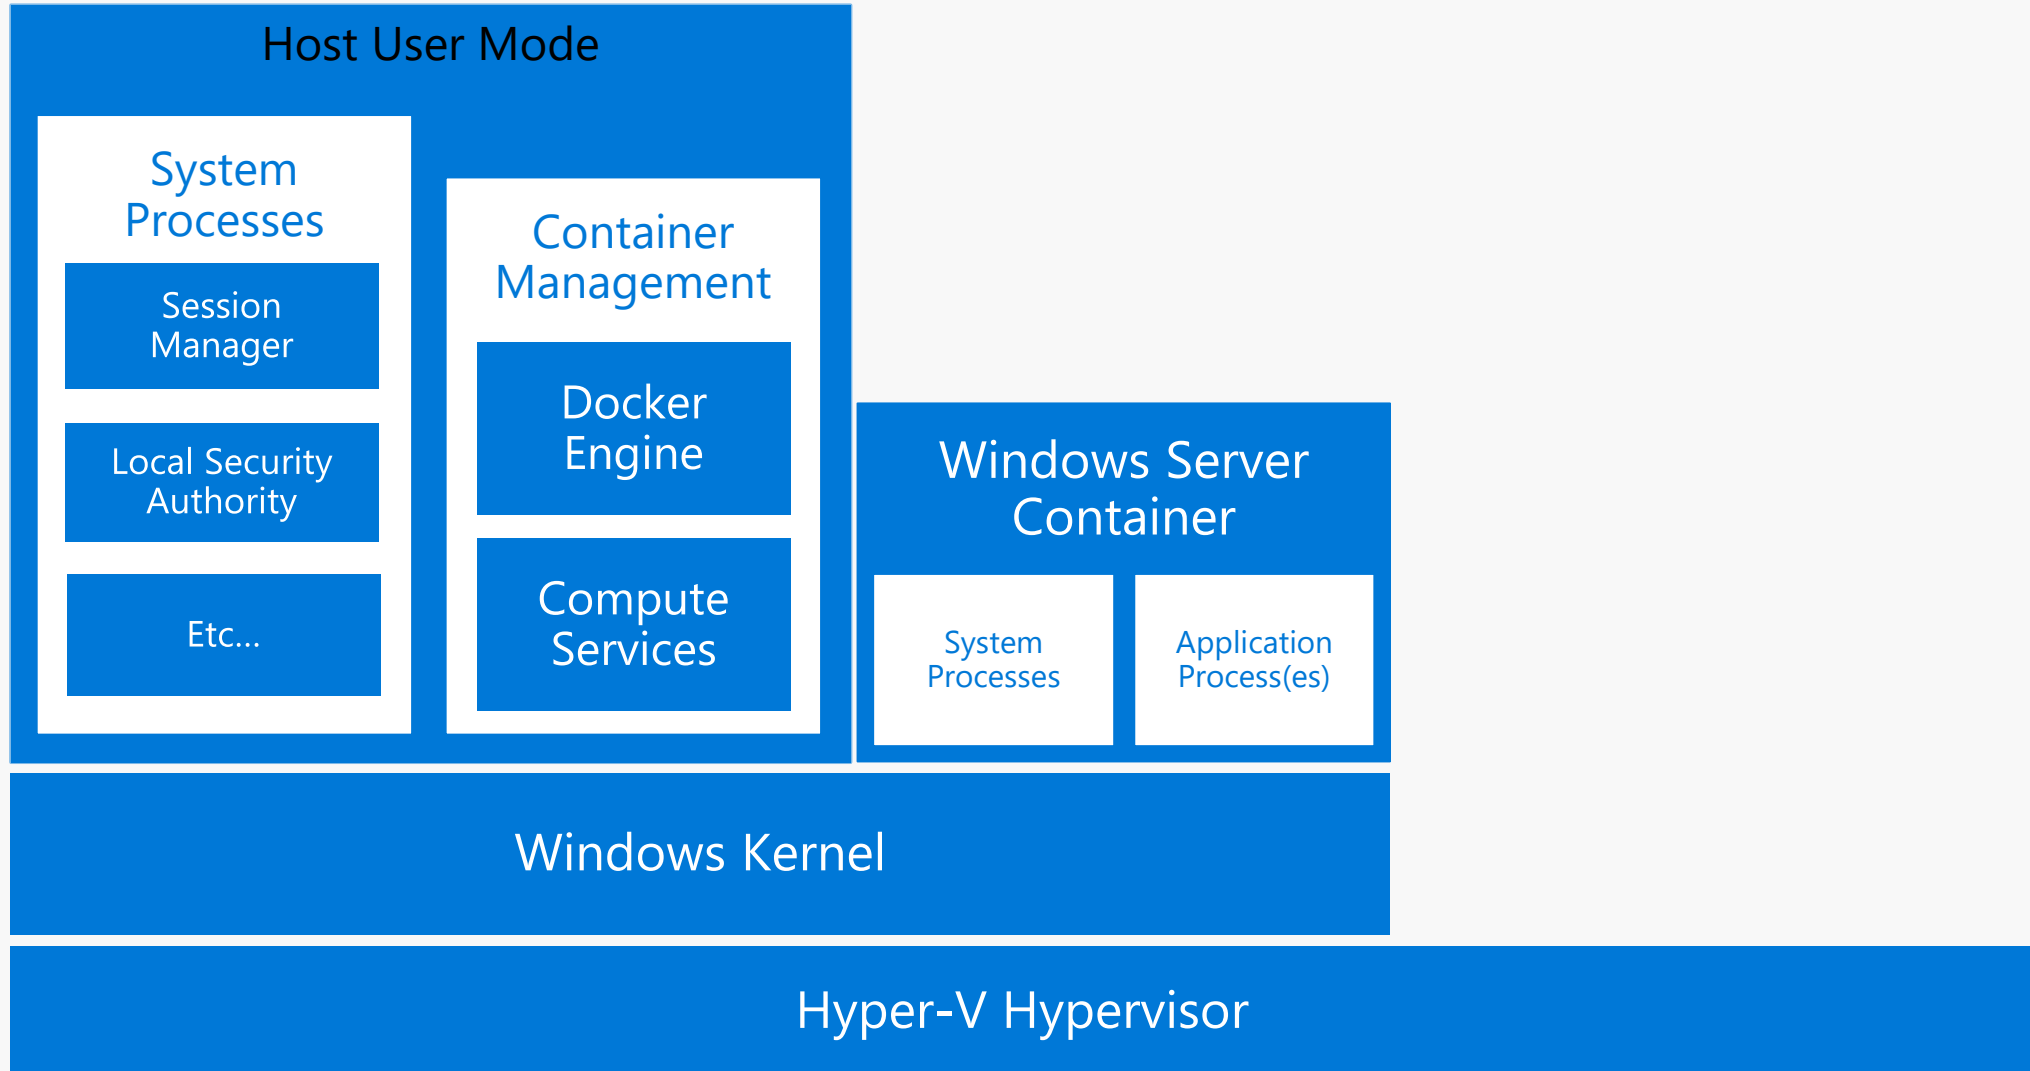 Host User Mode
System
Processes
Session
Manager
Local Security
Authority
Etc...
Container
Management
Docker
Engine
Compute
Services
Windows Server
Container
System
Processes
Application
Process(es)
Windows Kernel
Hyper-V Hypervisor